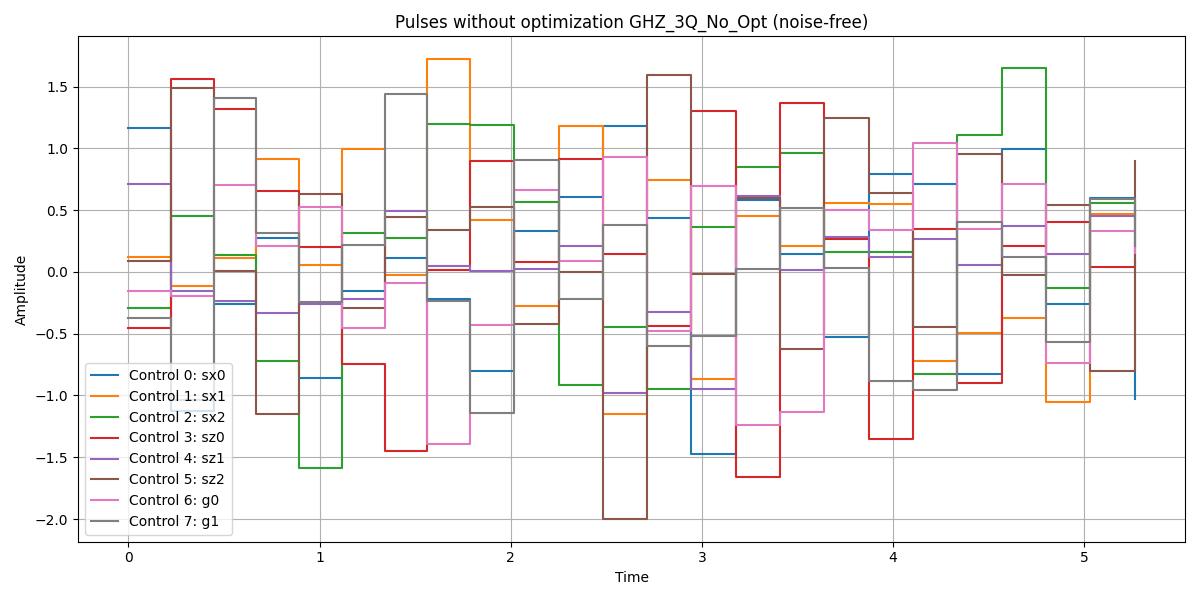 Pulses without optimization GHZ_3Q_No_Opt (noise-free)
Amplitude
1.5
1.0
0.5
0.0
−0.5
−1.0
−1.5
−2.0
Control 0: sx0
Control 1: sx1
Control 2: sx2
Control 3: sz0
Control 4: sz1
Control 5: sz2
Control 6: g0
Control 7: g1
0 1 2 3 4 5
Time